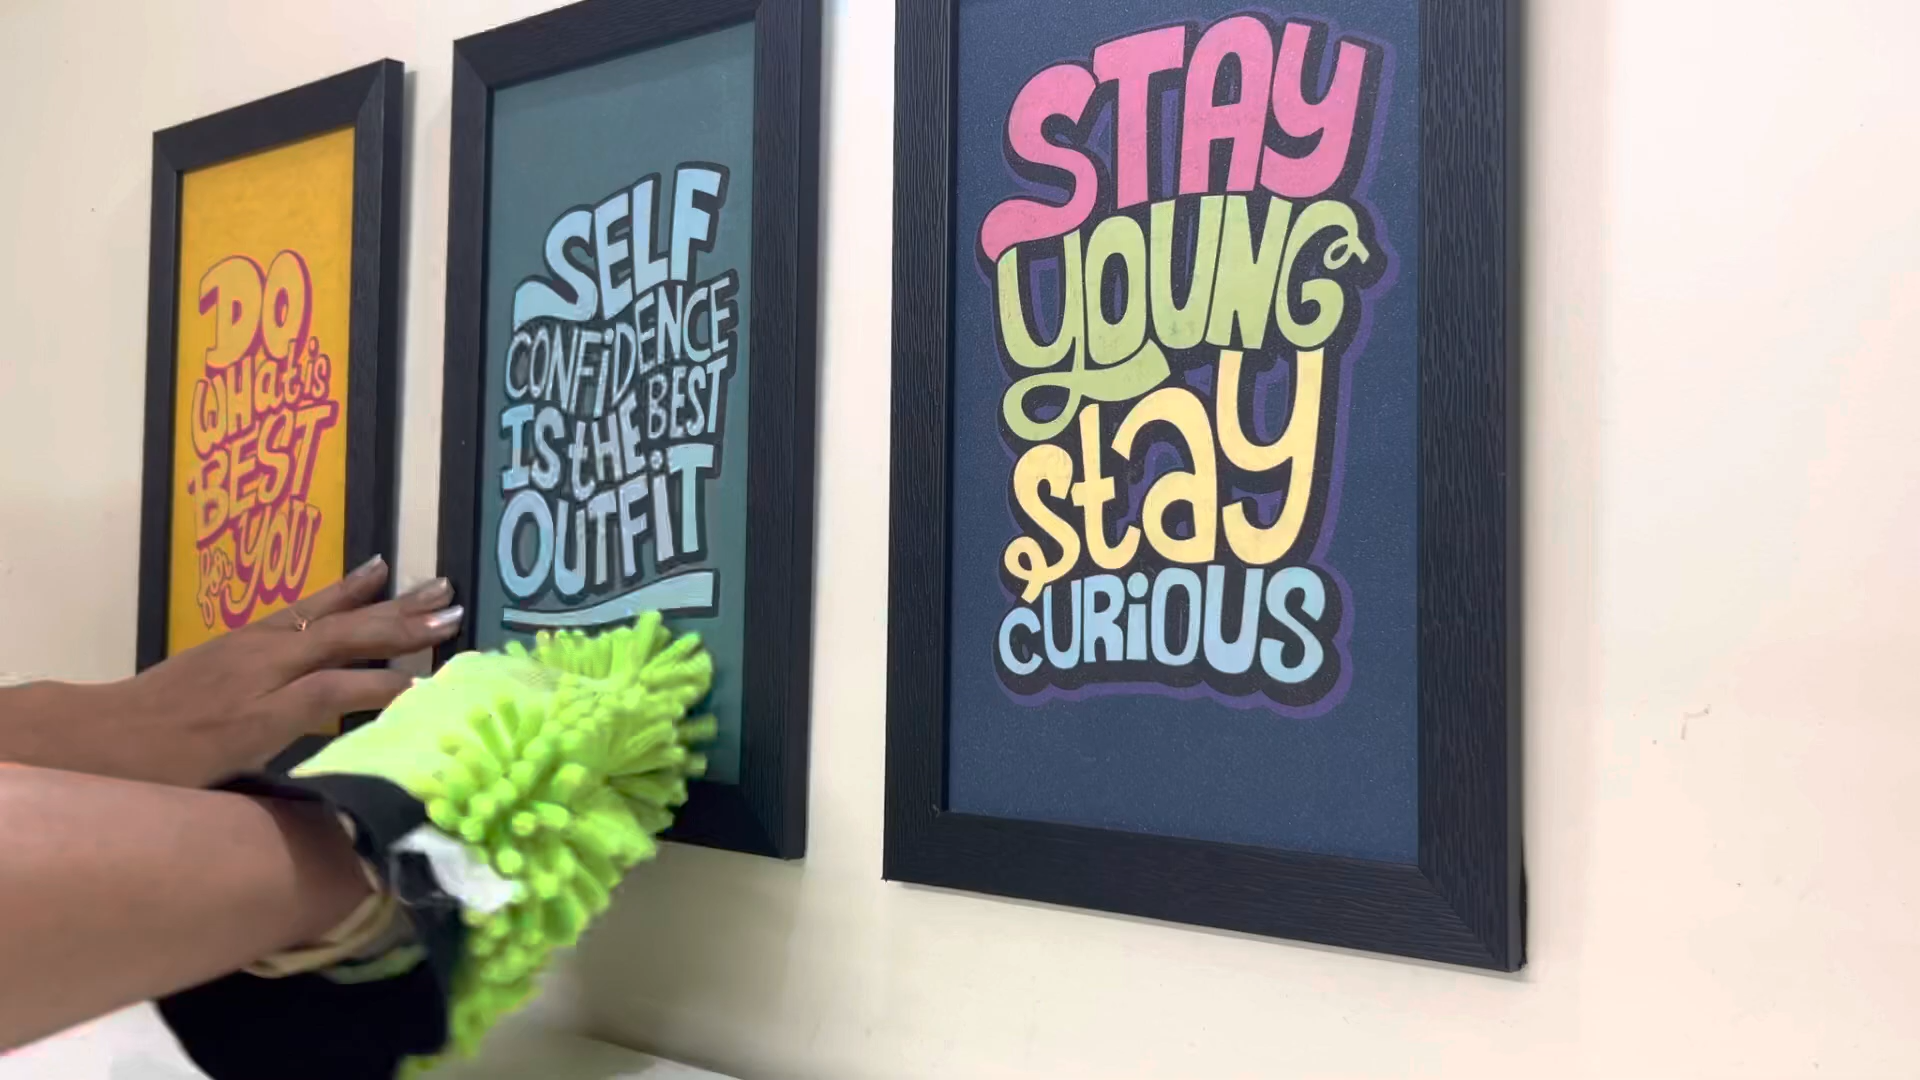 DO
WHat is
BEST
for YOU
SELF
CONFiDENCE
IS tHE BEST
OUTFiT
STAY
YOUNG
stay
CURiOUS